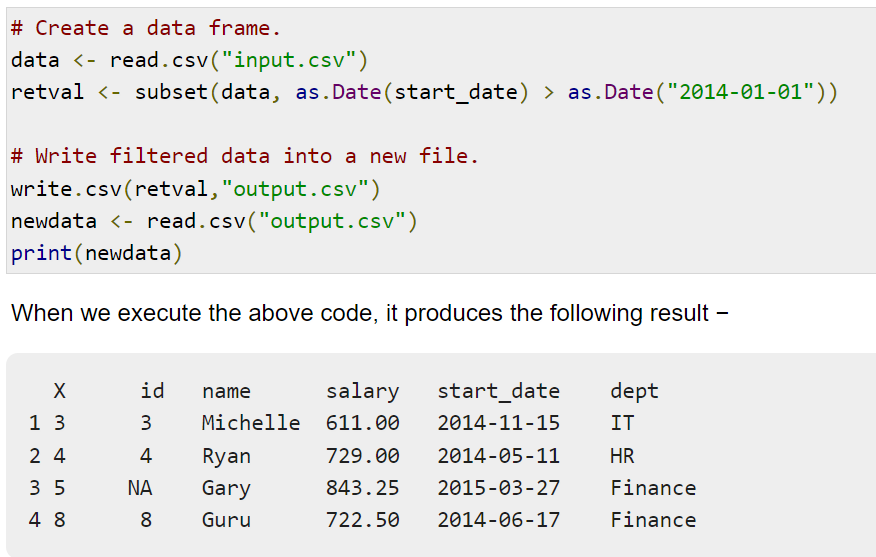 # Create a data frame.
data <- read.csv("input.csv")
retval <- subset(data, as.Date(start_date) > as.Date("2014-01-01"))
# Write filtered data into a new file.
write.csv(retval,"output.csv")
newdata <- read.csv("output.csv")
print(newdata)
When we execute the above code, it produces the following result −
X id name salary start_date dept
1 3 3 Michelle 611.00 2014-11-15 IT
2 4 4 Ryan 729.00 2014-05-11 HR
3 5 NA Gary 843.25 2015-03-27 Finance
4 8 8 Guru 722.50 2014-06-17 Finance